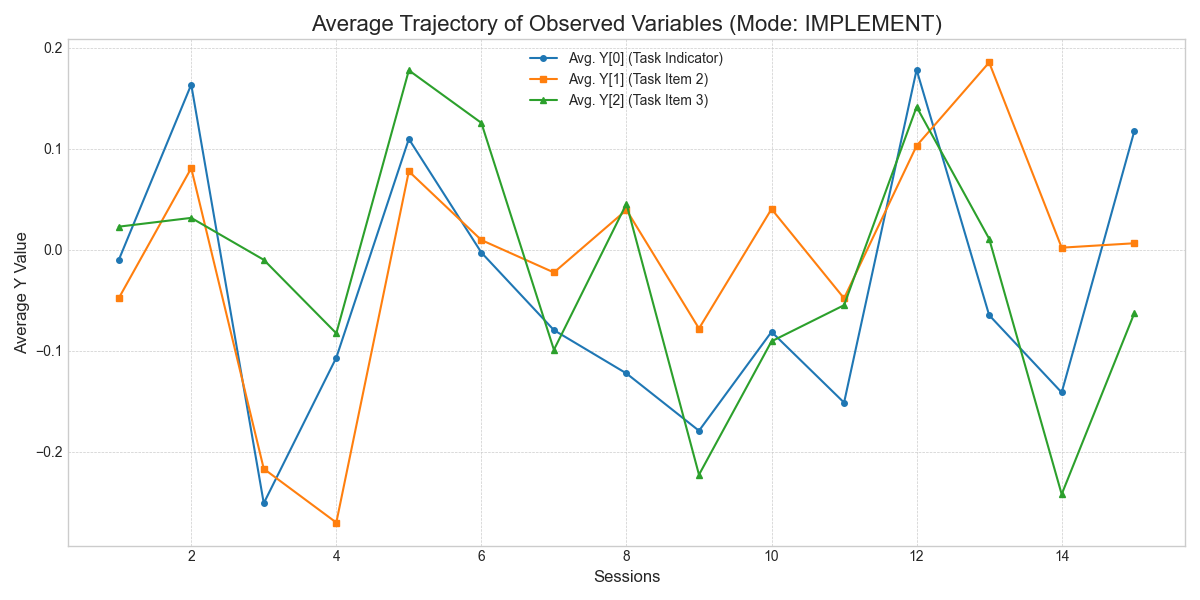 Average Trajectory of Observed Variables (Mode: IMPLEMENT)
Avg. Y[0] (Task Indicator)
Avg. Y[1] (Task Item 2)
Avg. Y[2] (Task Item 3)
Average Y Value
0.2
0.1
0.0
−0.1
−0.2
2 4 6 8 10 12 14
Sessions